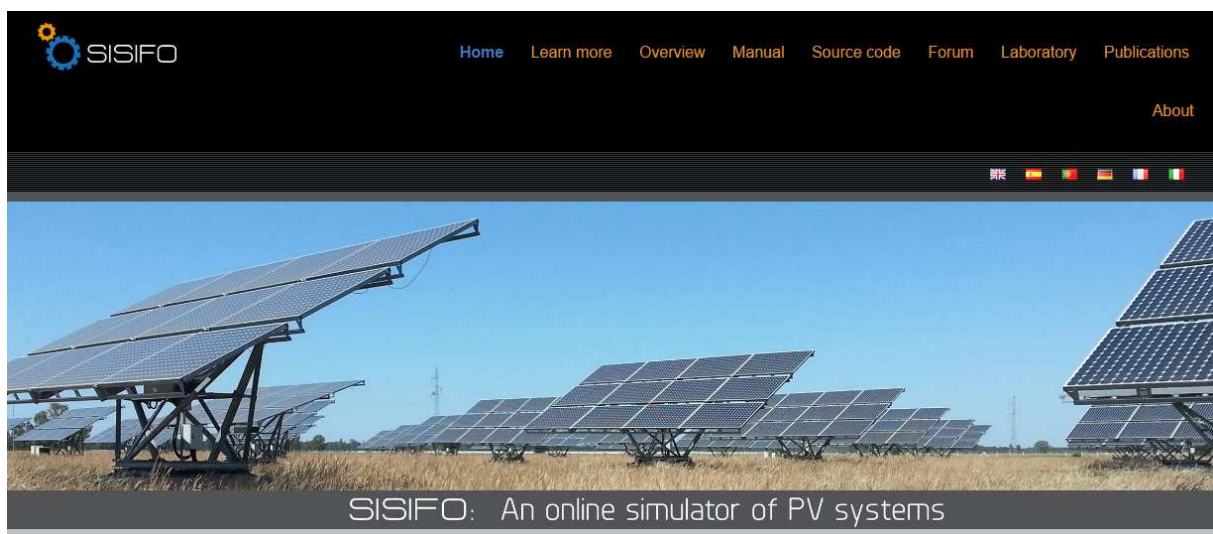 SISIFO
Home Learn more Overview Manual Source code Forum Laboratory Publications
About
SISIFO: An online simulator of PV systems